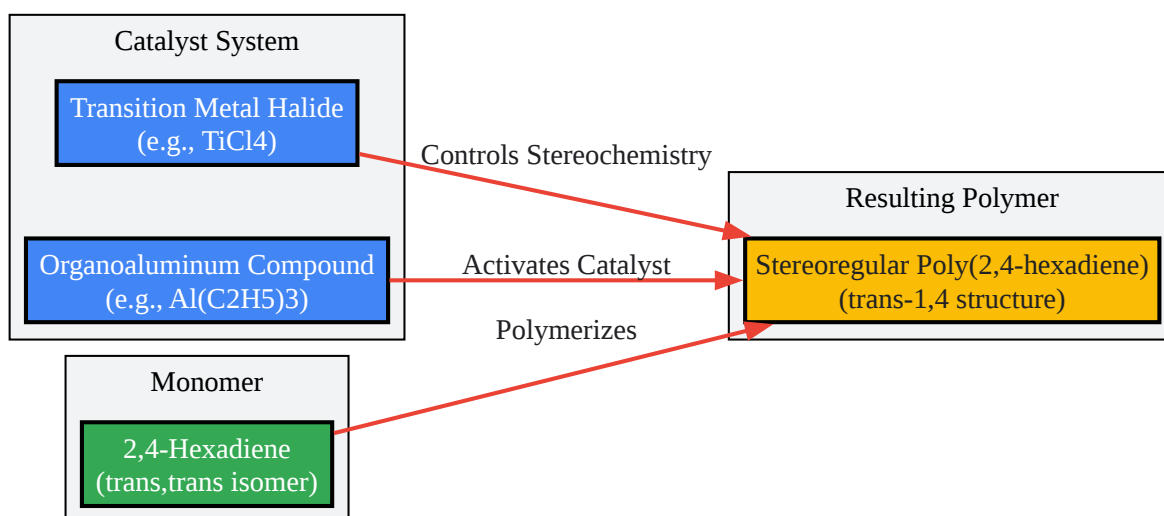 Catalyst System
Transition Metal Halide
(e.g., TiCl4)
Organoaluminum Compound
(e.g., Al(C2H5)3)
Monomer
2,4-Hexadiene
(trans,trans isomer)
Controls Stereochemistry
Activates Catalyst
Polymerizes
Resulting Polymer
Stereoregular Poly(2,4-hexadiene)
(trans-1,4 structure)